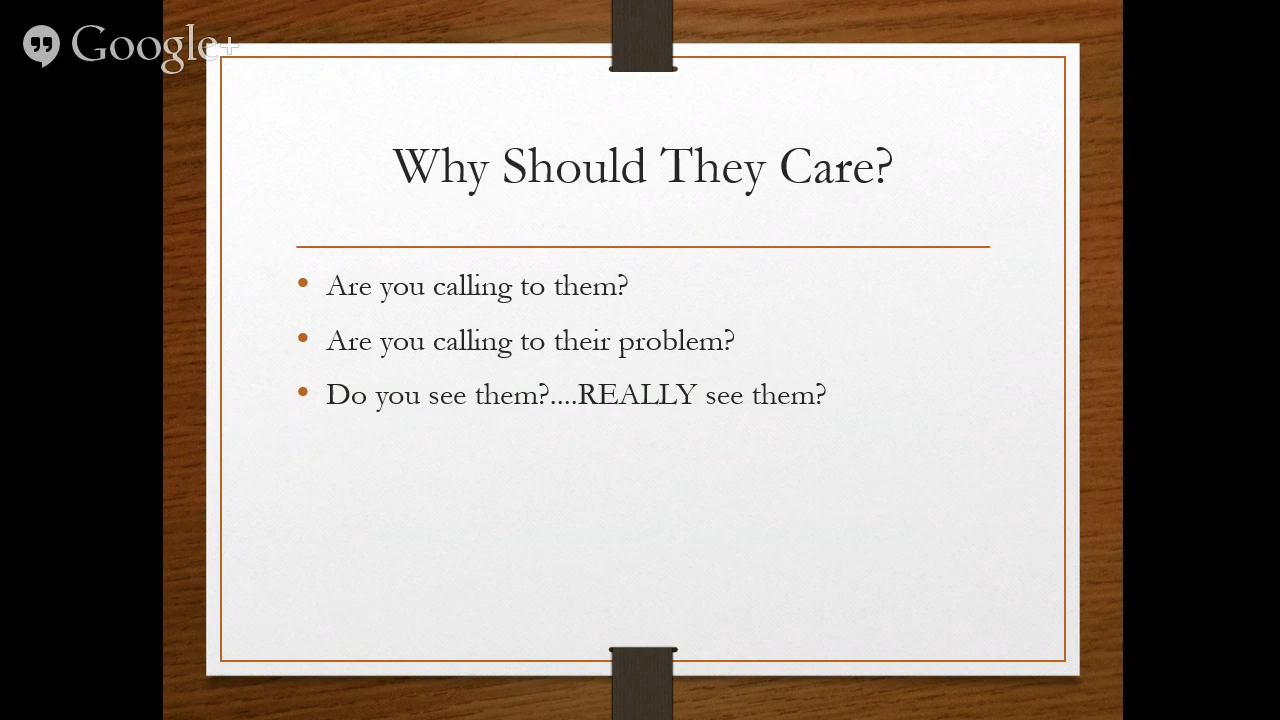 Google+
Why Should They Care?
• Are you calling to them?
• Are you calling to their problem?
• Do you see them?....REALLY see them?